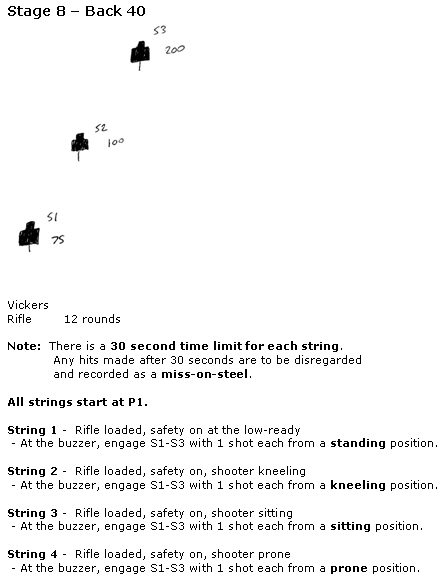 Stage 8 – Back 40
S3
200
S2
100
S1
75
Vickers
Rifle 12 rounds
Note: There is a 30 second time limit for each string.
Any hits made after 30 seconds are to be disregarded
and recorded as a miss-on-steel.
All strings start at P1.
String 1 - Rifle loaded, safety on at the low-ready
- At the buzzer, engage S1-S3 with 1 shot each from a standing position.
String 2 - Rifle loaded, safety on, shooter kneeling
- At the buzzer, engage S1-S3 with 1 shot each from a kneeling position.
String 3 - Rifle loaded, safety on, shooter sitting
- At the buzzer, engage S1-S3 with 1 shot each from a sitting position.
String 4 - Rifle loaded, safety on, shooter prone
- At the buzzer, engage S1-S3 with 1 shot each from a prone position.